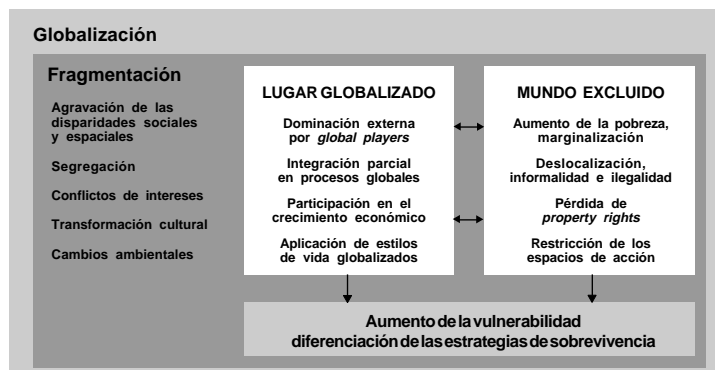 Globalización
Fragmentación
Agravación de las
disparidades sociales
y espaciales
Segregación
Conflictos de intereses
Transformación cultural
Cambios ambientales
LUGAR GLOBALIZADO
Dominación externa
por global players
Integración parcial
en procesos globales
Participación en el
crecimiento económico
Aplicación de estilos
de vida globalizados
MUNDO EXCLUIDO
Aumento de la pobreza,
marginalización
Deslocalización,
informalidad e ilegalidad
Pérdida de
property rights
Restricción de los
espacios de acción
Aumento de la vulnerabilidad
diferenciación de las estrategias de sobrevivencia